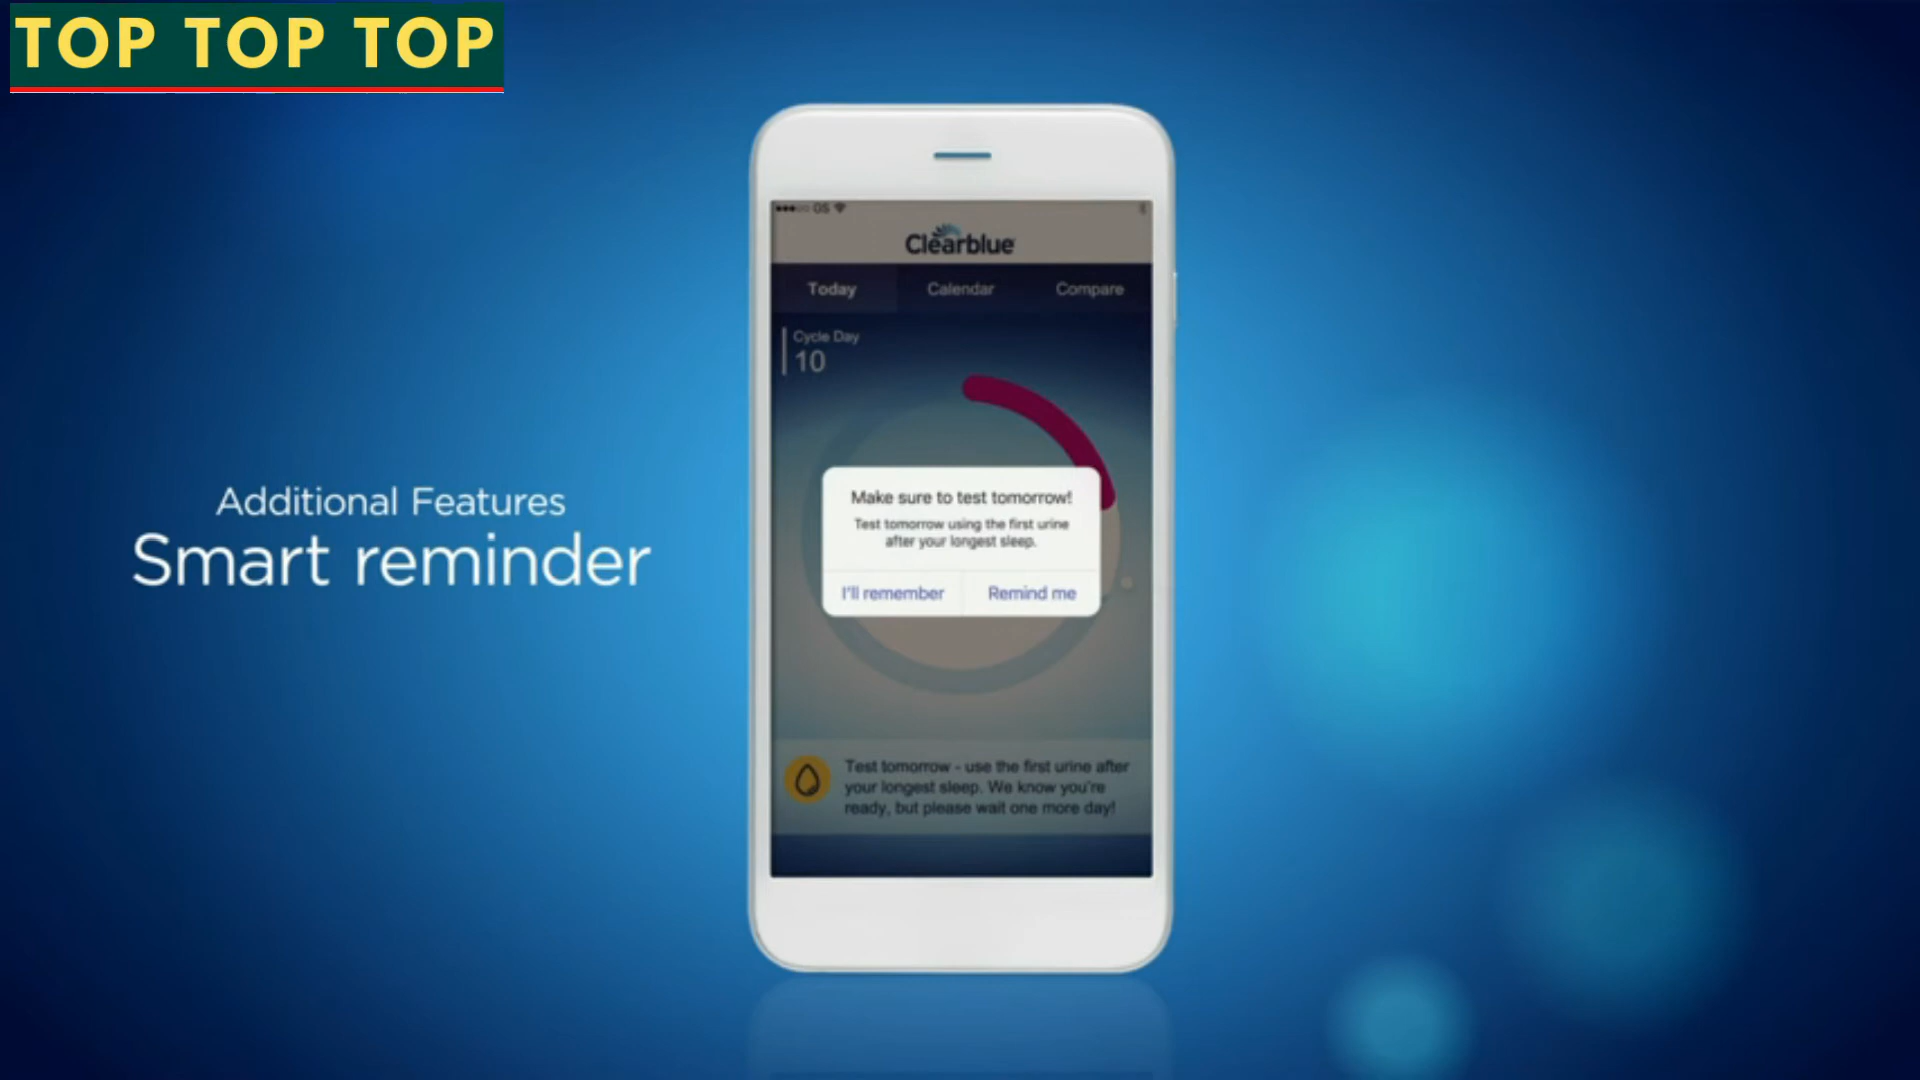 TOP TOP TOP
GS
Clearblue
Today Calendar Compare
Cycle Day
10
Make sure to test tomorrow!
Test tomorrow using the first urine
after your longest sleep.
I'll remember Remind me
Additional Features
Smart reminder
Test tomorrow - use the first urine after
your longest sleep. We know you're
ready, but please wait one more day!